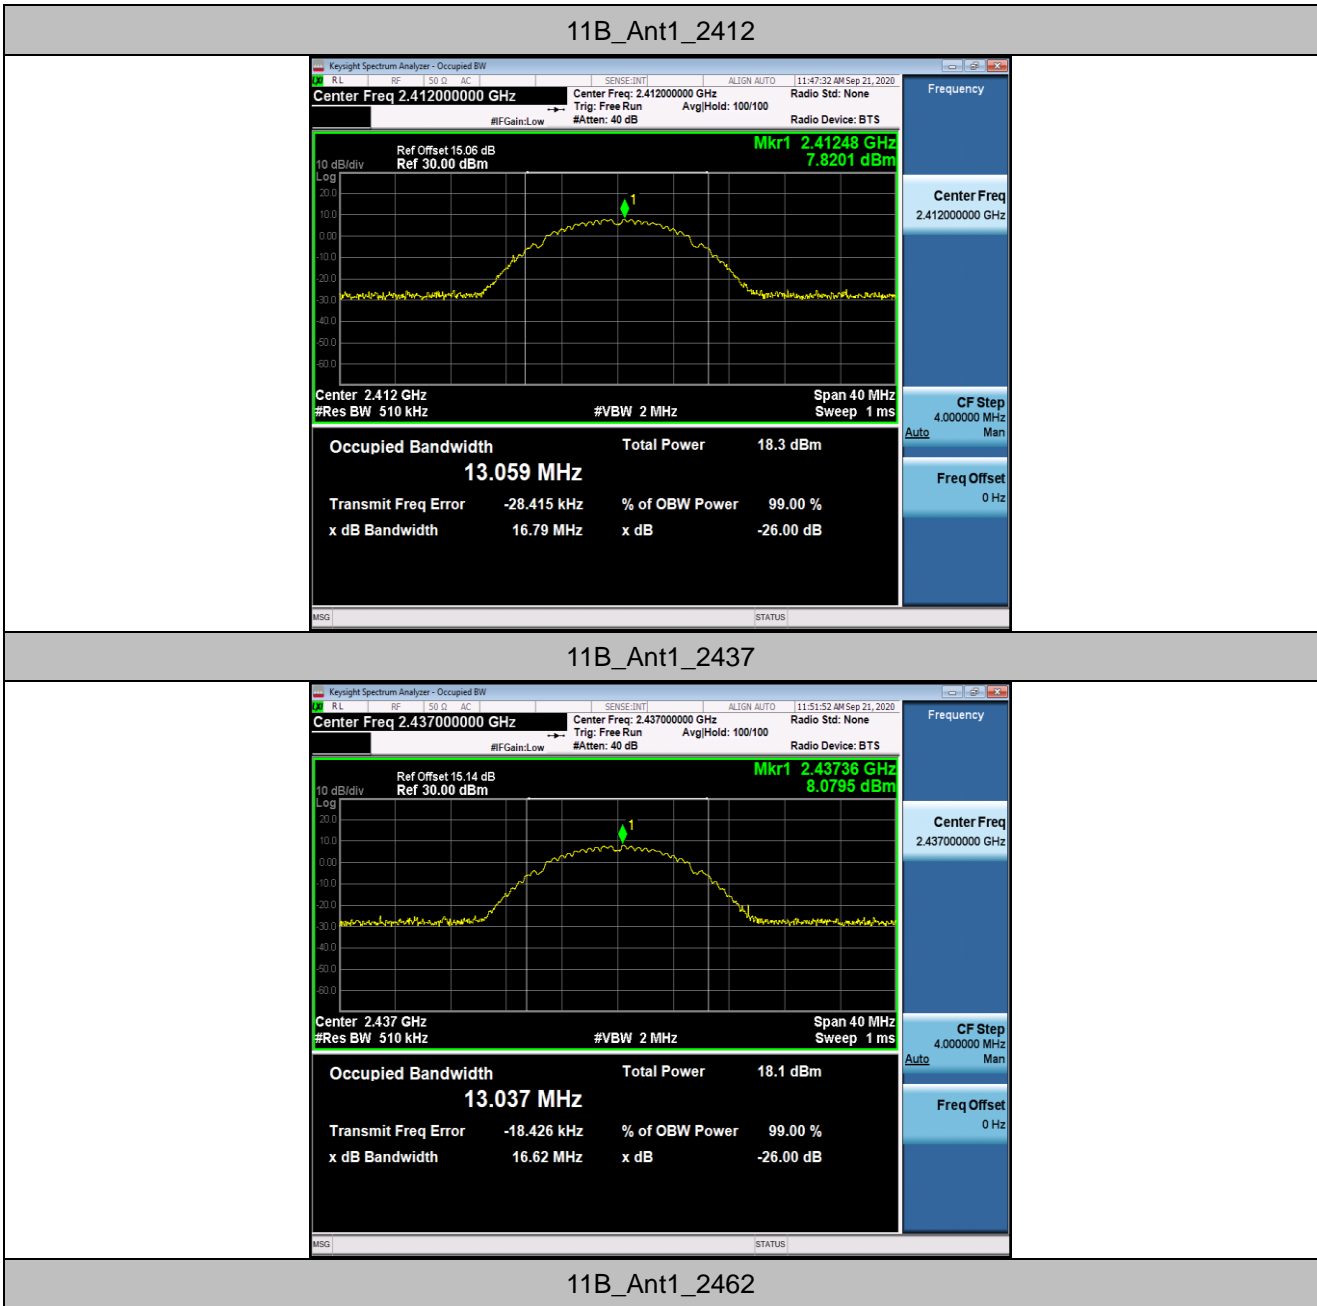 11B_Ant1_2412
Keysight Spectrum Analyzer - Occupied BW
RL RF 50 Ω AC SENSE:INT ALIGN AUTO 11:47:32 AM Sep 21, 2020
Center Freq 2.412000000 GHz Center Freq: 2.412000000 GHz Radio Std: None
Trig: Free Run Avg|Hold: 100/100
#IFGain:Low #Atten: 40 dB Radio Device: BTS
Frequency
Ref Offset 15.06 dB Mkr1 2.41248 GHz
10 dB/div Ref 30.00 dBm 7.8201 dBm
Log
20.0
10.0
0.00
-10.0
-20.0
-30.0
-40.0
-50.0
-60.0
1
Center 2.412 GHz Span 40 MHz
#Res BW 510 kHz #VBW 2 MHz Sweep 1 ms
Center Freq
2.412000000 GHz
CF Step
4.000000 MHz
Auto Man
Freq Offset
0 Hz
Occupied Bandwidth Total Power 18.3 dBm
13.059 MHz
Transmit Freq Error -28.415 kHz % of OBW Power 99.00 %
x dB Bandwidth 16.79 MHz x dB -26.00 dB
MSG STATUS
11B_Ant1_2437
Keysight Spectrum Analyzer - Occupied BW
RL RF 50 Ω AC SENSE:INT ALIGN AUTO 11:51:52 AM Sep 21, 2020
Center Freq 2.437000000 GHz Center Freq: 2.437000000 GHz Radio Std: None
Trig: Free Run Avg|Hold: 100/100
#IFGain:Low #Atten: 40 dB Radio Device: BTS
Frequency
Ref Offset 15.14 dB Mkr1 2.43736 GHz
10 dB/div Ref 30.00 dBm 8.0795 dBm
Log
20.0
10.0
0.00
-10.0
-20.0
-30.0
-40.0
-50.0
-60.0
1
Center 2.437 GHz Span 40 MHz
#Res BW 510 kHz #VBW 2 MHz Sweep 1 ms
Center Freq
2.437000000 GHz
CF Step
4.000000 MHz
Auto Man
Freq Offset
0 Hz
Occupied Bandwidth Total Power 18.1 dBm
13.037 MHz
Transmit Freq Error -18.426 kHz % of OBW Power 99.00 %
x dB Bandwidth 16.62 MHz x dB -26.00 dB
MSG STATUS
11B_Ant1_2462